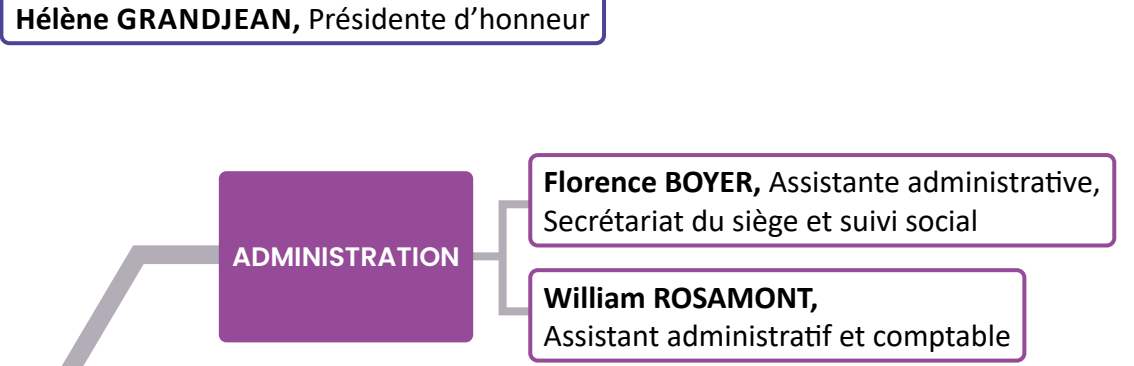 Hélène GRANDJEAN, Présidente d’honneur
ADMINISTRATION
Florence BOYER, Assistante administrative,
Secrétariat du siège et suivi social
William ROSAMONT,
Assistant administratif et comptable